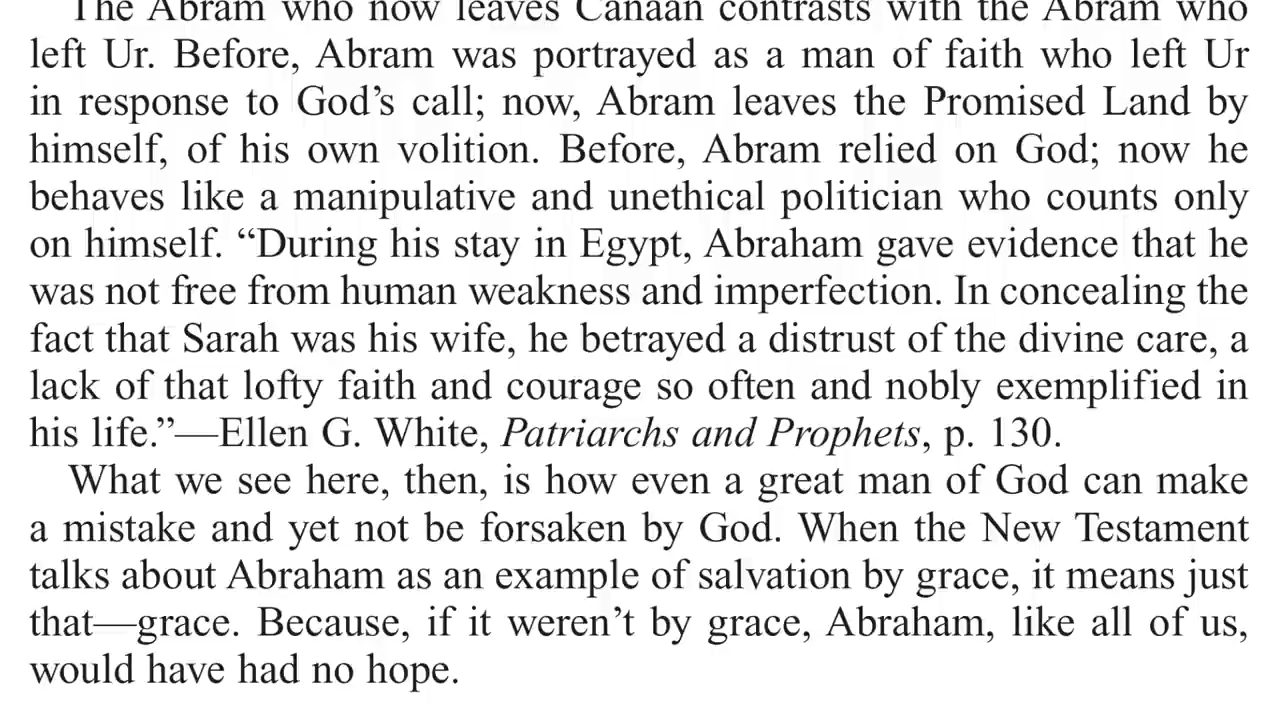 The Abram who now leaves Canaan contrasts with the Abram who
left Ur. Before, Abram was portrayed as a man of faith who left Ur
in response to God’s call; now, Abram leaves the Promised Land by
himself, of his own volition. Before, Abram relied on God; now he
behaves like a manipulative and unethical politician who counts only
on himself. “During his stay in Egypt, Abraham gave evidence that he
was not free from human weakness and imperfection. In concealing the
fact that Sarah was his wife, he betrayed a distrust of the divine care, a
lack of that lofty faith and courage so often and nobly exemplified in
his life.”—Ellen G. White, Patriarchs and Prophets, p. 130.
What we see here, then, is how even a great man of God can make
a mistake and yet not be forsaken by God. When the New Testament
talks about Abraham as an example of salvation by grace, it means just
that—grace. Because, if it weren’t by grace, Abraham, like all of us,
would have had no hope.